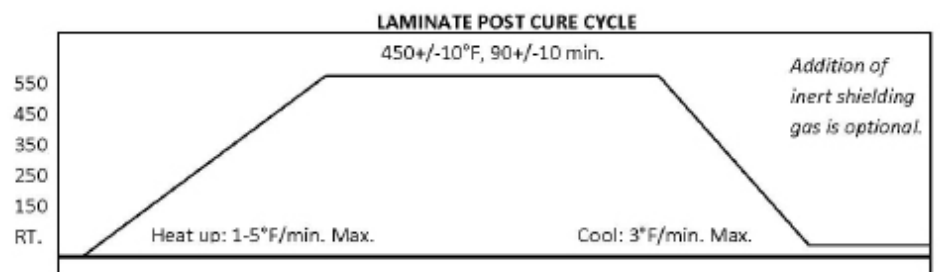 LAMINATE POST CURE CYCLE
450+/-10°F, 90+/-10 min.
Addition of
inert shielding
gas is optional.
550
450
350
250
150
RT.
Heat up: 1-5°F/min. Max.
Cool: 3°F/min. Max.